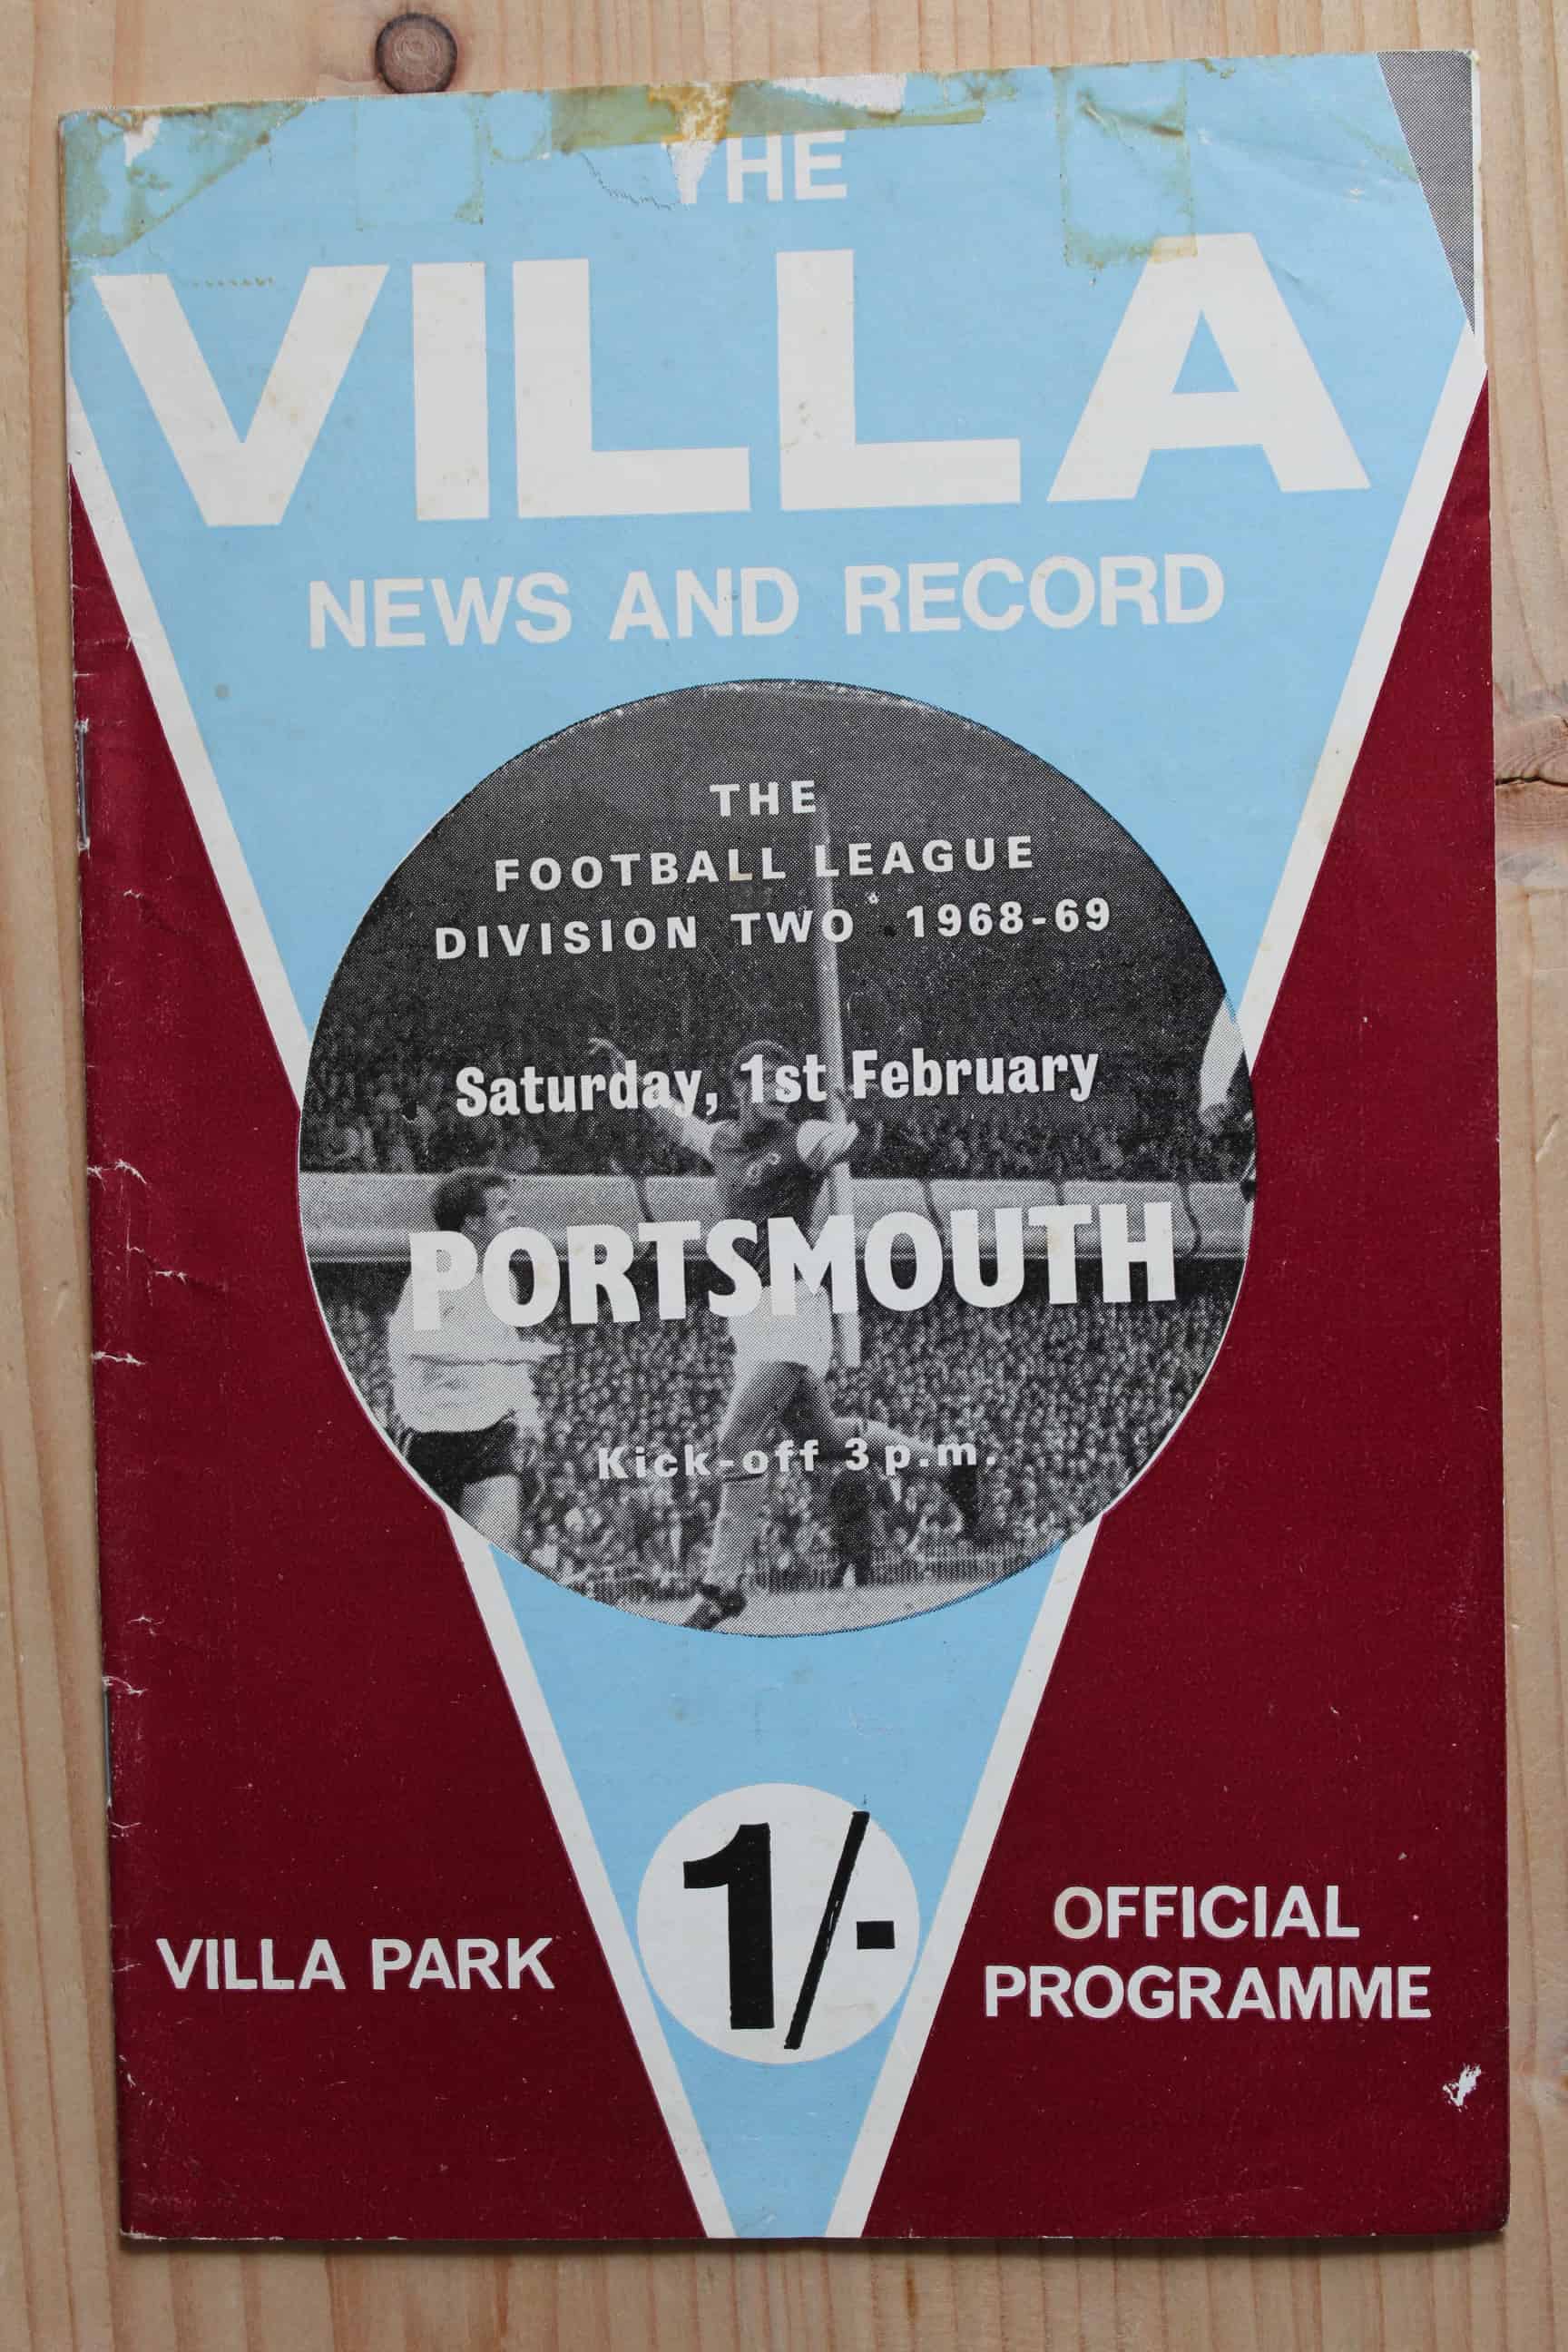 THE
VILLA
NEWS AND RECORD
THE
FOOTBALL LEAGUE
DIVISION TWO 1968-69
Saturday, 1st February
PORTSMOUTH
Kick-off 3 p.m.
1/-
VILLA PARK
OFFICIAL
PROGRAMME